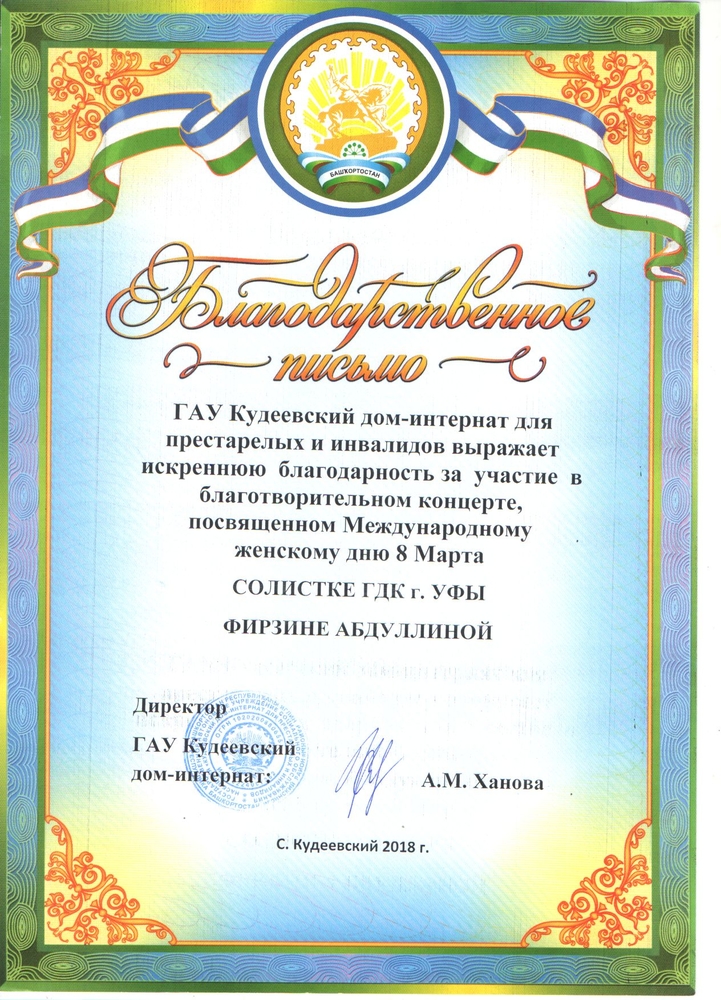 БАШҠОРТОСТАН
Благодарственное
письмо
ГАУ Кудеевский дом-интернат для
престарелых и инвалидов выражает
искреннюю благодарность за участие в
благотворительном концерте,
посвященном Международному
женскому дню 8 Марта
СОЛИСТКЕ ГДК г. УФЫ
ФИРЗИНЕ АБДУЛЛИНОЙ
Директор
ГАУ Кудеевский
дом-интернат:
А.М. Ханова
С. Кудеевский 2018 г.